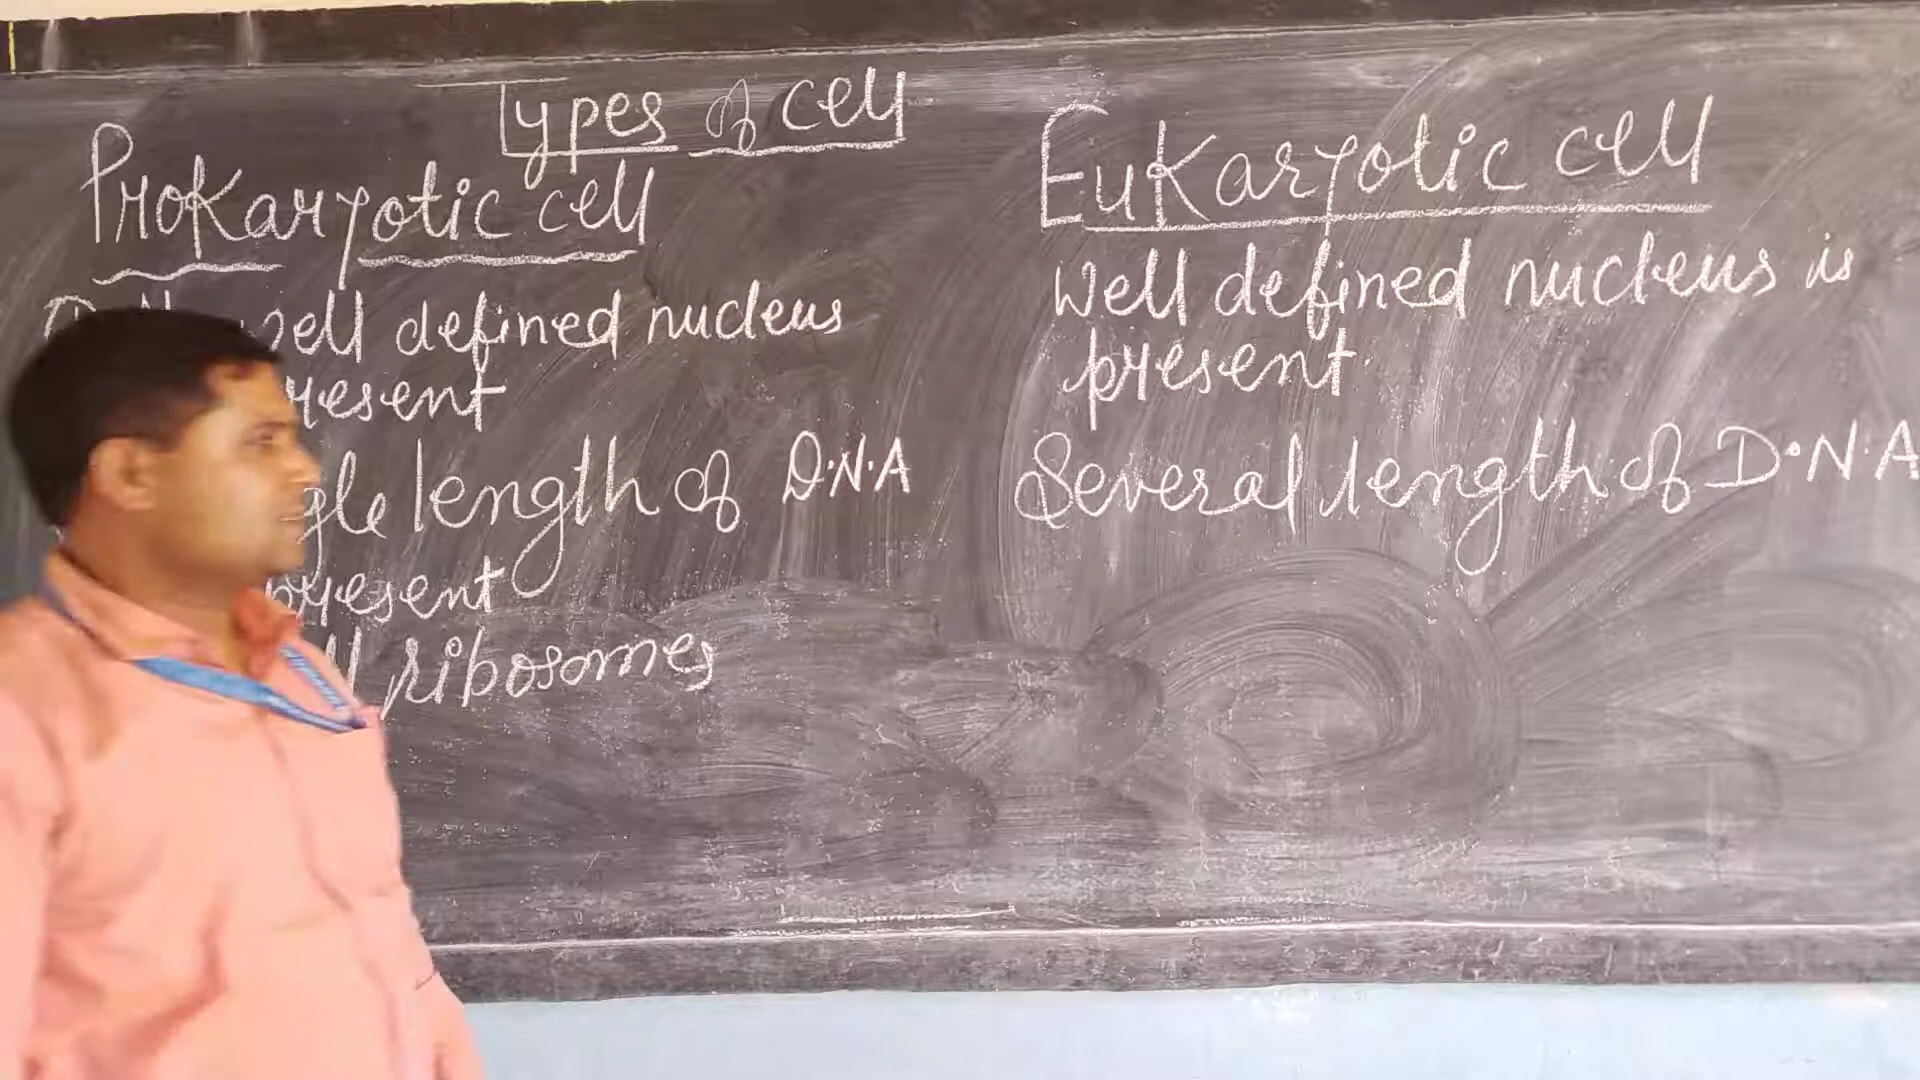 Types of cell
Prokaryotic cell
well defined nucleus
present
length of D.N.A
present
ribosomes
Eukaryotic cell
Well defined nucleus is
present.
Several length of D.N.A